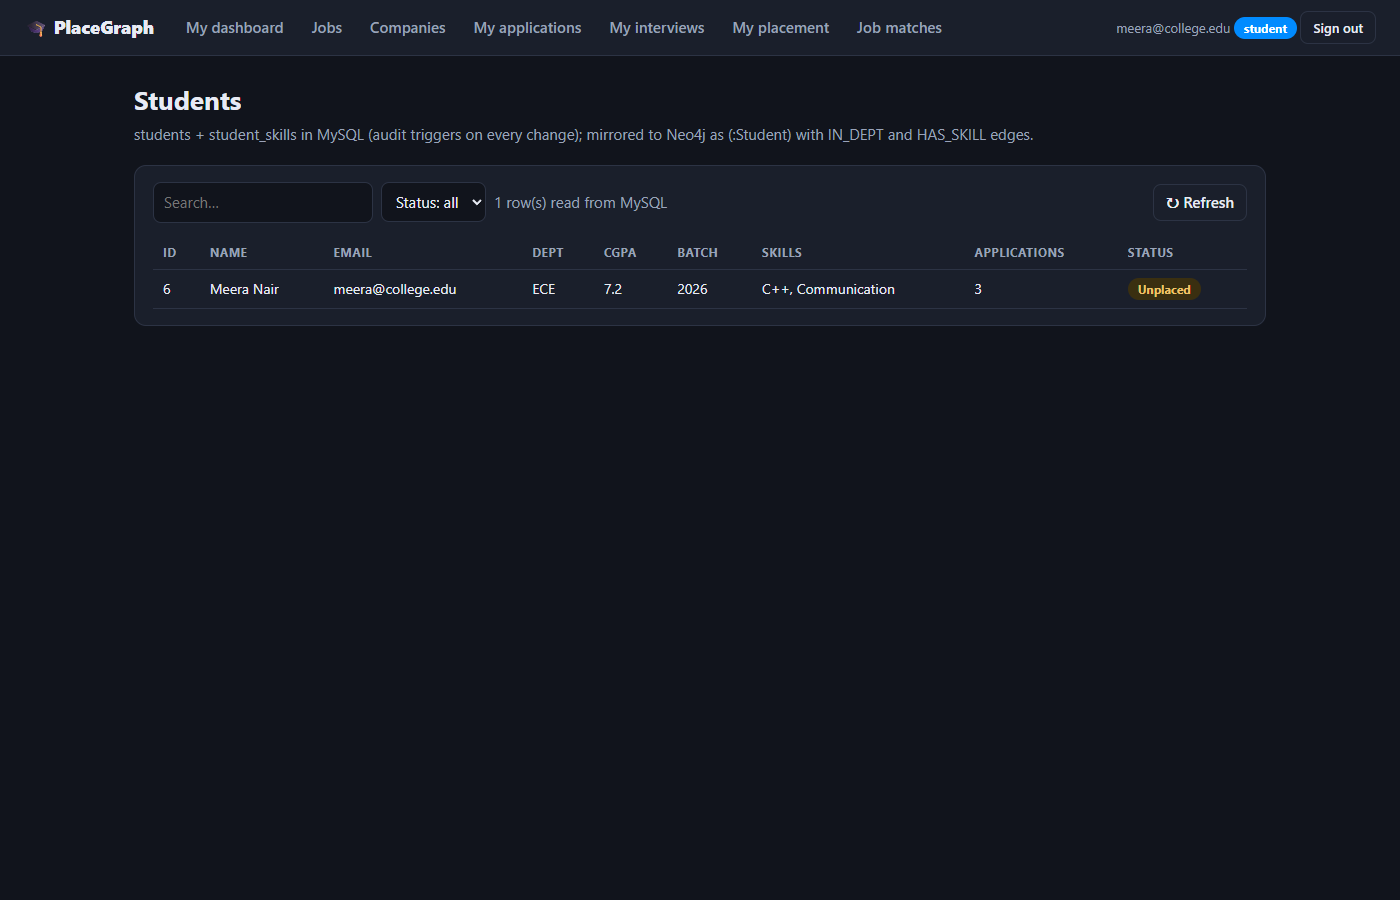 PlaceGraph My dashboard Jobs Companies My applications My interviews My placement Job matches meera@college.edu student Sign out
Students
students + student_skills in MySQL (audit triggers on every change); mirrored to Neo4j as (:Student) with IN_DEPT and HAS_SKILL edges.
Search... Status: all 1 row(s) read from MySQL ↻ Refresh
ID NAME EMAIL DEPT CGPA BATCH SKILLS APPLICATIONS STATUS
6 Meera Nair meera@college.edu ECE 7.2 2026 C++, Communication 3 Unplaced